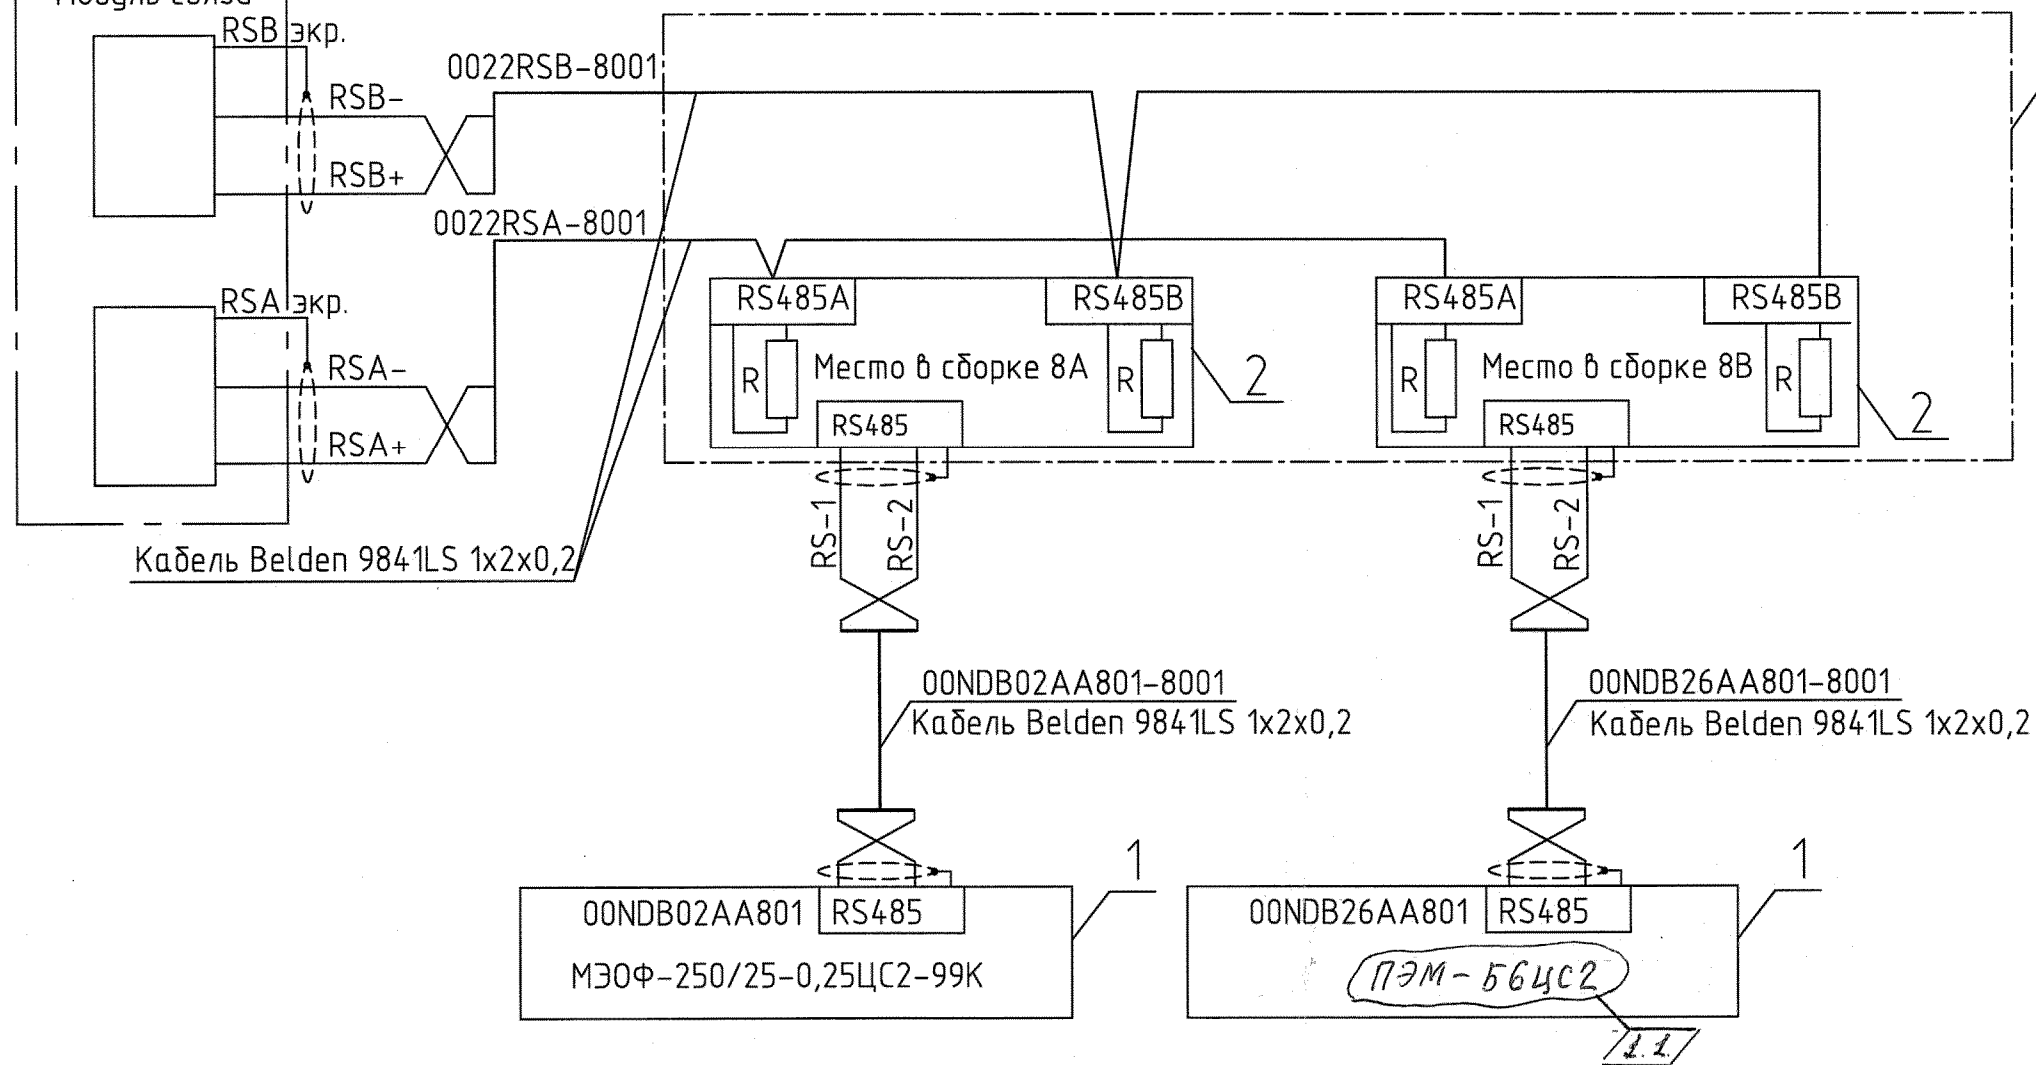 RSB экр.
0022RSB-8001
RSB-
RSB+
0022RSA-8001
RSA экр.
RSA-
RSA+
RS485A
RS485B
RS485A
RS485B
R
Место в сборке 8А
R
2
R
Место в сборке 8В
R
2
RS485
RS485
RS-1
RS-2
RS-1
RS-2
Кабель Belden 9841LS 1x2x0,2
00NDB02AA801-8001
Кабель Belden 9841LS 1x2x0,2
00NDB26AA801-8001
Кабель Belden 9841LS 1x2x0,2
1
1
00NDB02AA801
RS485
МЭОФ-250/25-0,25ЦС2-99К
00NDB26AA801
RS485
ПЭМ-Б6ЦС2
1.1.